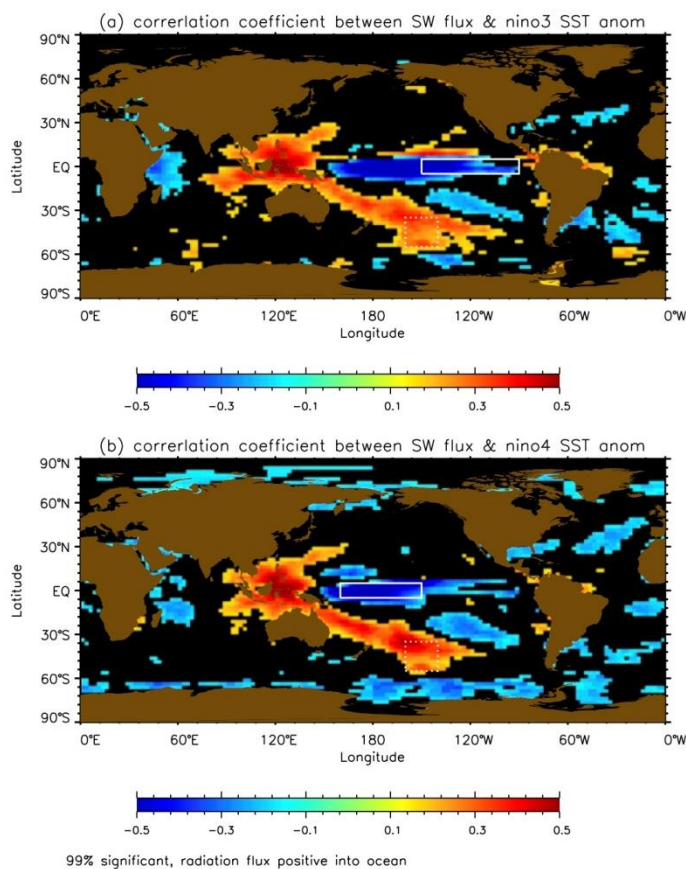 (a) correrlation coefficient between SW flux & nino3 SST anom
90°N
60°N
30°N
EQ
30°S
60°S
90°S
Latitude
0°E 60°E 120°E 180 120°W 60°W 0°W
Longitude
-0.5 -0.3 -0.1 0.1 0.3 0.5
(b) correrlation coefficient between SW flux & nino4 SST anom
90°N
60°N
30°N
EQ
30°S
60°S
90°S
Latitude
0°E 60°E 120°E 180 120°W 60°W 0°W
Longitude
-0.5 -0.3 -0.1 0.1 0.3 0.5
99% significant, radiation flux positive into ocean